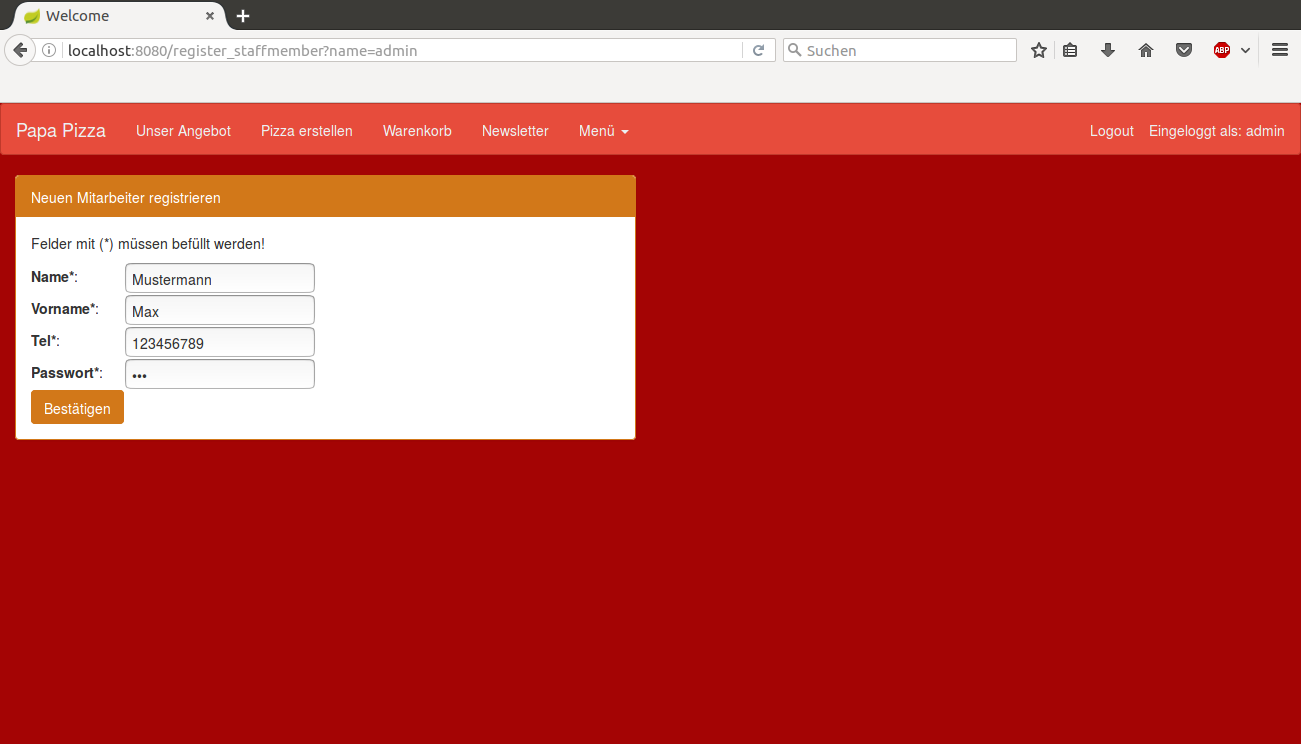 Welcome
localhost:8080/register_staffmember?name=admin
Suchen
ABP
Papa Pizza Unser Angebot Pizza erstellen Warenkorb Newsletter Menü Logout Eingeloggt als: admin
Neuen Mitarbeiter registrieren
Felder mit (*) müssen befüllt werden!
Name*: Mustermann
Vorname*: Max
Tel*: 123456789
Passwort*: •••
Bestätigen